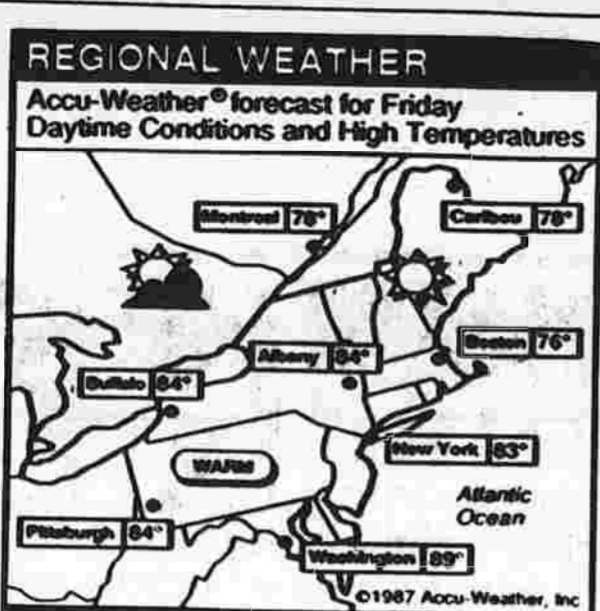 REGIONAL WEATHER
Accu-Weather® forecast for Friday
Daytime Conditions and High Temperatures
Montreal 78°
Caribou 78°
Boston 76°
Albany 84°
Buffalo 84°
New York 83°
WARM
Atlantic
Ocean
Pittsburgh 84°
Washington 89°
©1987 Accu-Weather, Inc